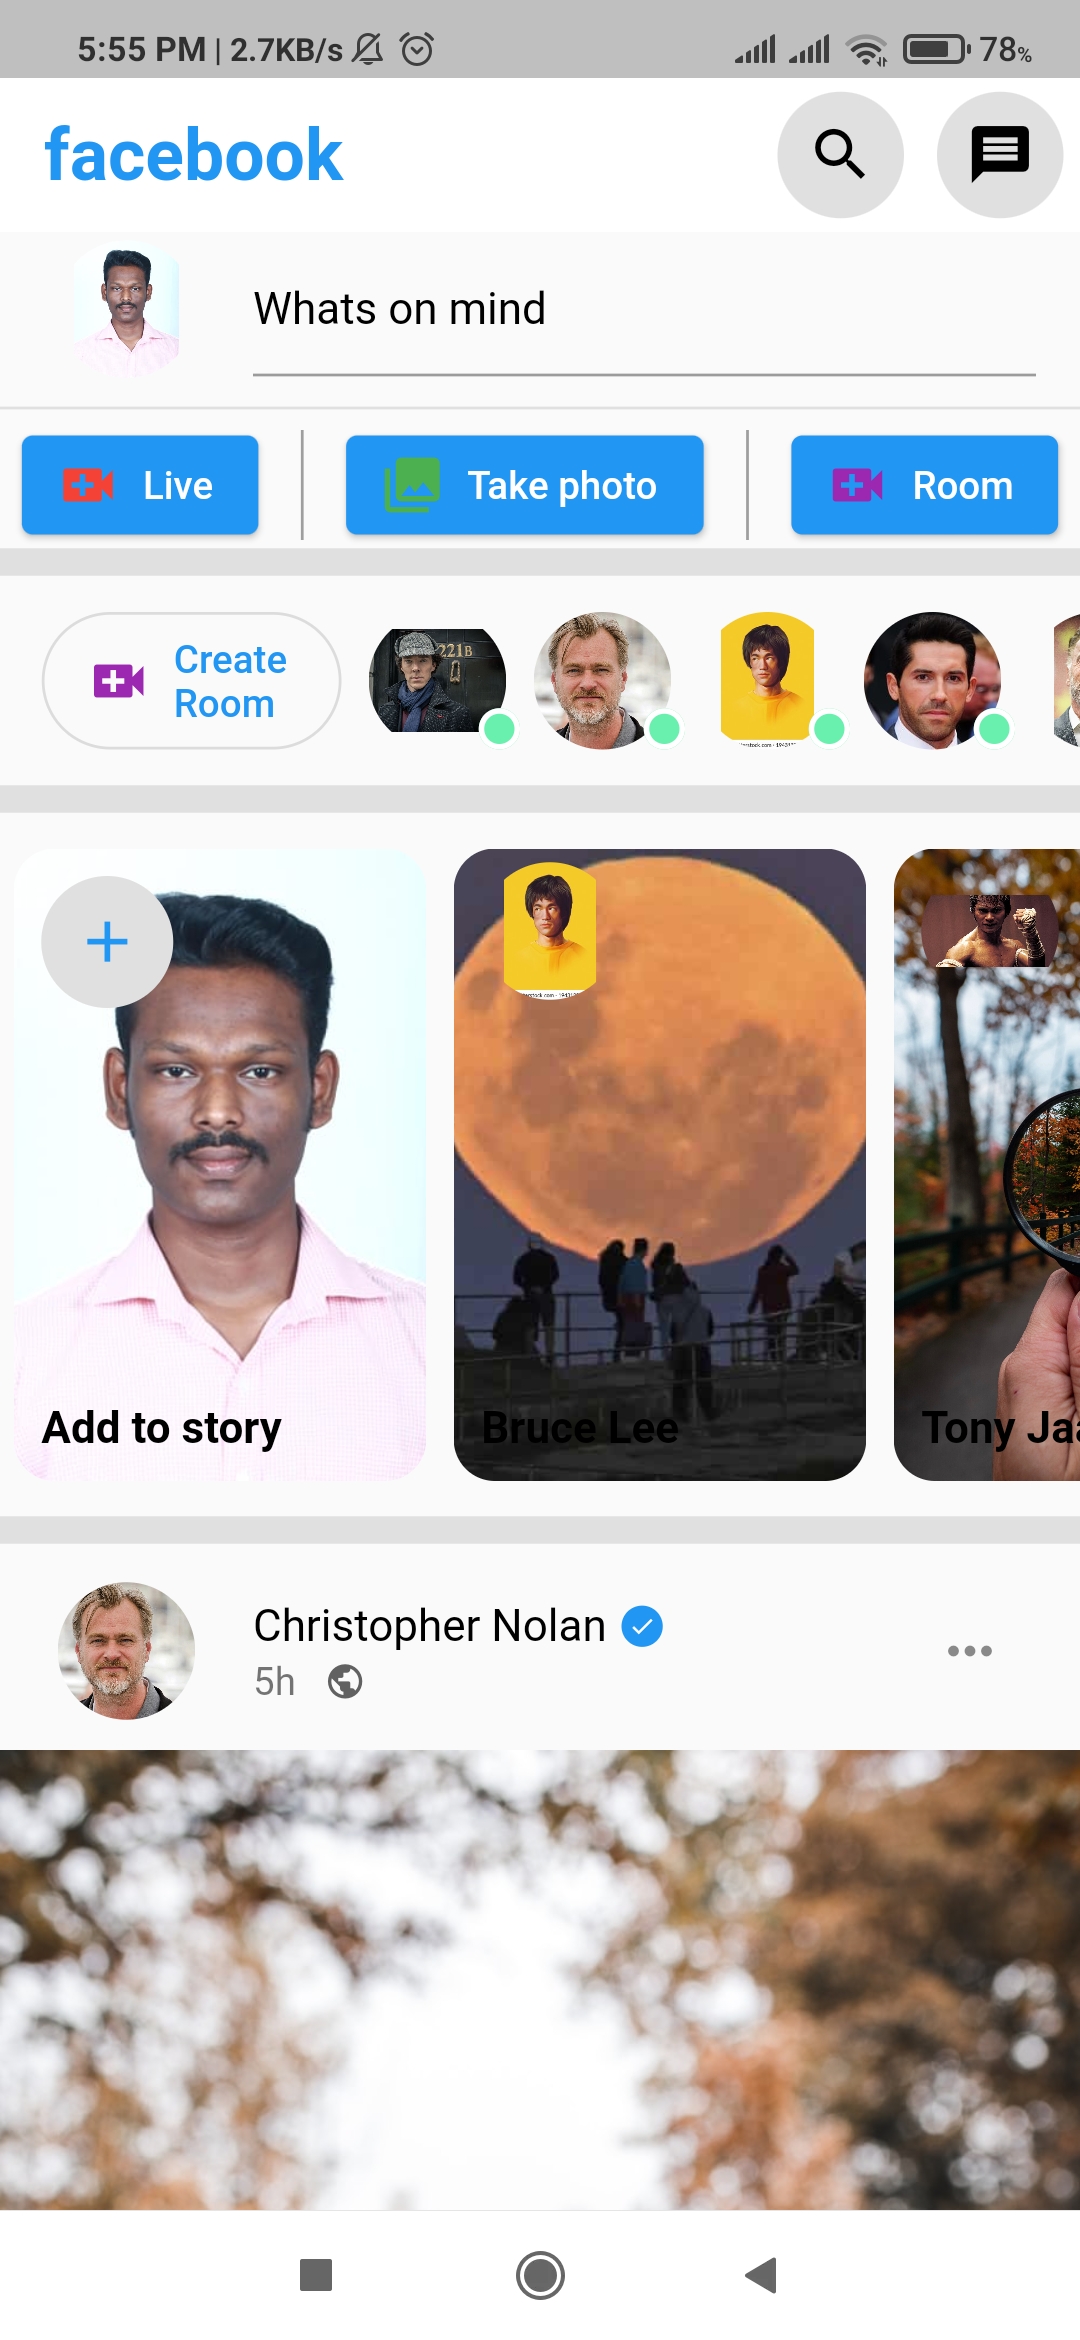 5:55 PM | 2.7KB/s
78%
facebook
Whats on mind
Live
Take photo
Room
Create
Room
221B
Add to story
Bruce Lee
Tony Jaa
Christopher Nolan
5h